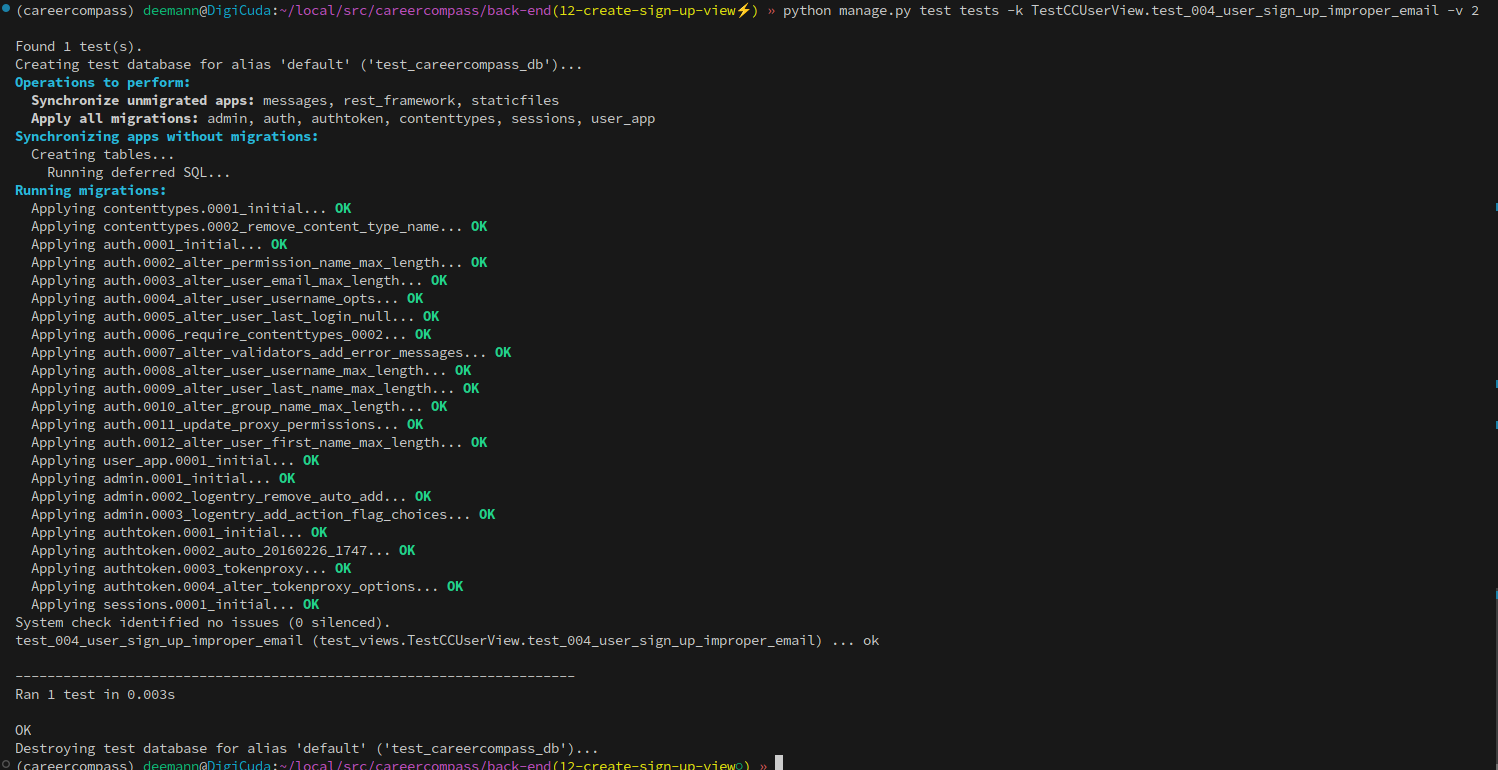 (careercompass) deemann@DigiCuda:~/local/src/careercompass/back-end(12-create-sign-up-view⚡) » python manage.py test tests -k TestCCUserView.test_004_user_sign_up_improper_email -v 2
Found 1 test(s).
Creating test database for alias 'default' ('test_careercompass_db')...
Operations to perform:
  Synchronize unmigrated apps: messages, rest_framework, staticfiles
  Apply all migrations: admin, auth, authtoken, contenttypes, sessions, user_app
Synchronizing apps without migrations:
  Creating tables...
    Running deferred SQL...
Running migrations:
  Applying contenttypes.0001_initial... OK
  Applying contenttypes.0002_remove_content_type_name... OK
  Applying auth.0001_initial... OK
  Applying auth.0002_alter_permission_name_max_length... OK
  Applying auth.0003_alter_user_email_max_length... OK
  Applying auth.0004_alter_user_username_opts... OK
  Applying auth.0005_alter_user_last_login_null... OK
  Applying auth.0006_require_contenttypes_0002... OK
  Applying auth.0007_alter_validators_add_error_messages... OK
  Applying auth.0008_alter_user_username_max_length... OK
  Applying auth.0009_alter_user_last_name_max_length... OK
  Applying auth.0010_alter_group_name_max_length... OK
  Applying auth.0011_update_proxy_permissions... OK
  Applying auth.0012_alter_user_first_name_max_length... OK
  Applying user_app.0001_initial... OK
  Applying admin.0001_initial... OK
  Applying admin.0002_logentry_remove_auto_add... OK
  Applying admin.0003_logentry_add_action_flag_choices... OK
  Applying authtoken.0001_initial... OK
  Applying authtoken.0002_auto_20160226_1747... OK
  Applying authtoken.0003_tokenproxy... OK
  Applying authtoken.0004_alter_tokenproxy_options... OK
  Applying sessions.0001_initial... OK
System check identified no issues (0 silenced).
test_004_user_sign_up_improper_email (test_views.TestCCUserView.test_004_user_sign_up_improper_email) ... ok
----------------------------------------------------------------------
Ran 1 test in 0.003s
OK
Destroying test database for alias 'default' ('test_careercompass_db')...
(careercompass) deemann@DigiCuda:~/local/src/careercompass/back-end(12-create-sign-up-view○) »